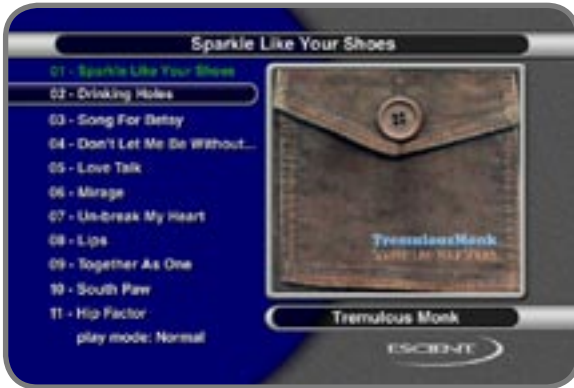 Sparkle Like Your Shoes
01 - Sparkle Like Your Shoes
02 - Drinking Holes
03 - Song For Betsy
04 - Don't Let Me Be Without...
05 - Love Talk
06 - Mirage
07 - Un-break My Heart
08 - Lips
09 - Together As One
10 - South Paw
11 - Hip Factor
play mode: Normal
TremulousMonk
Tremulous Monk
ESCIENT